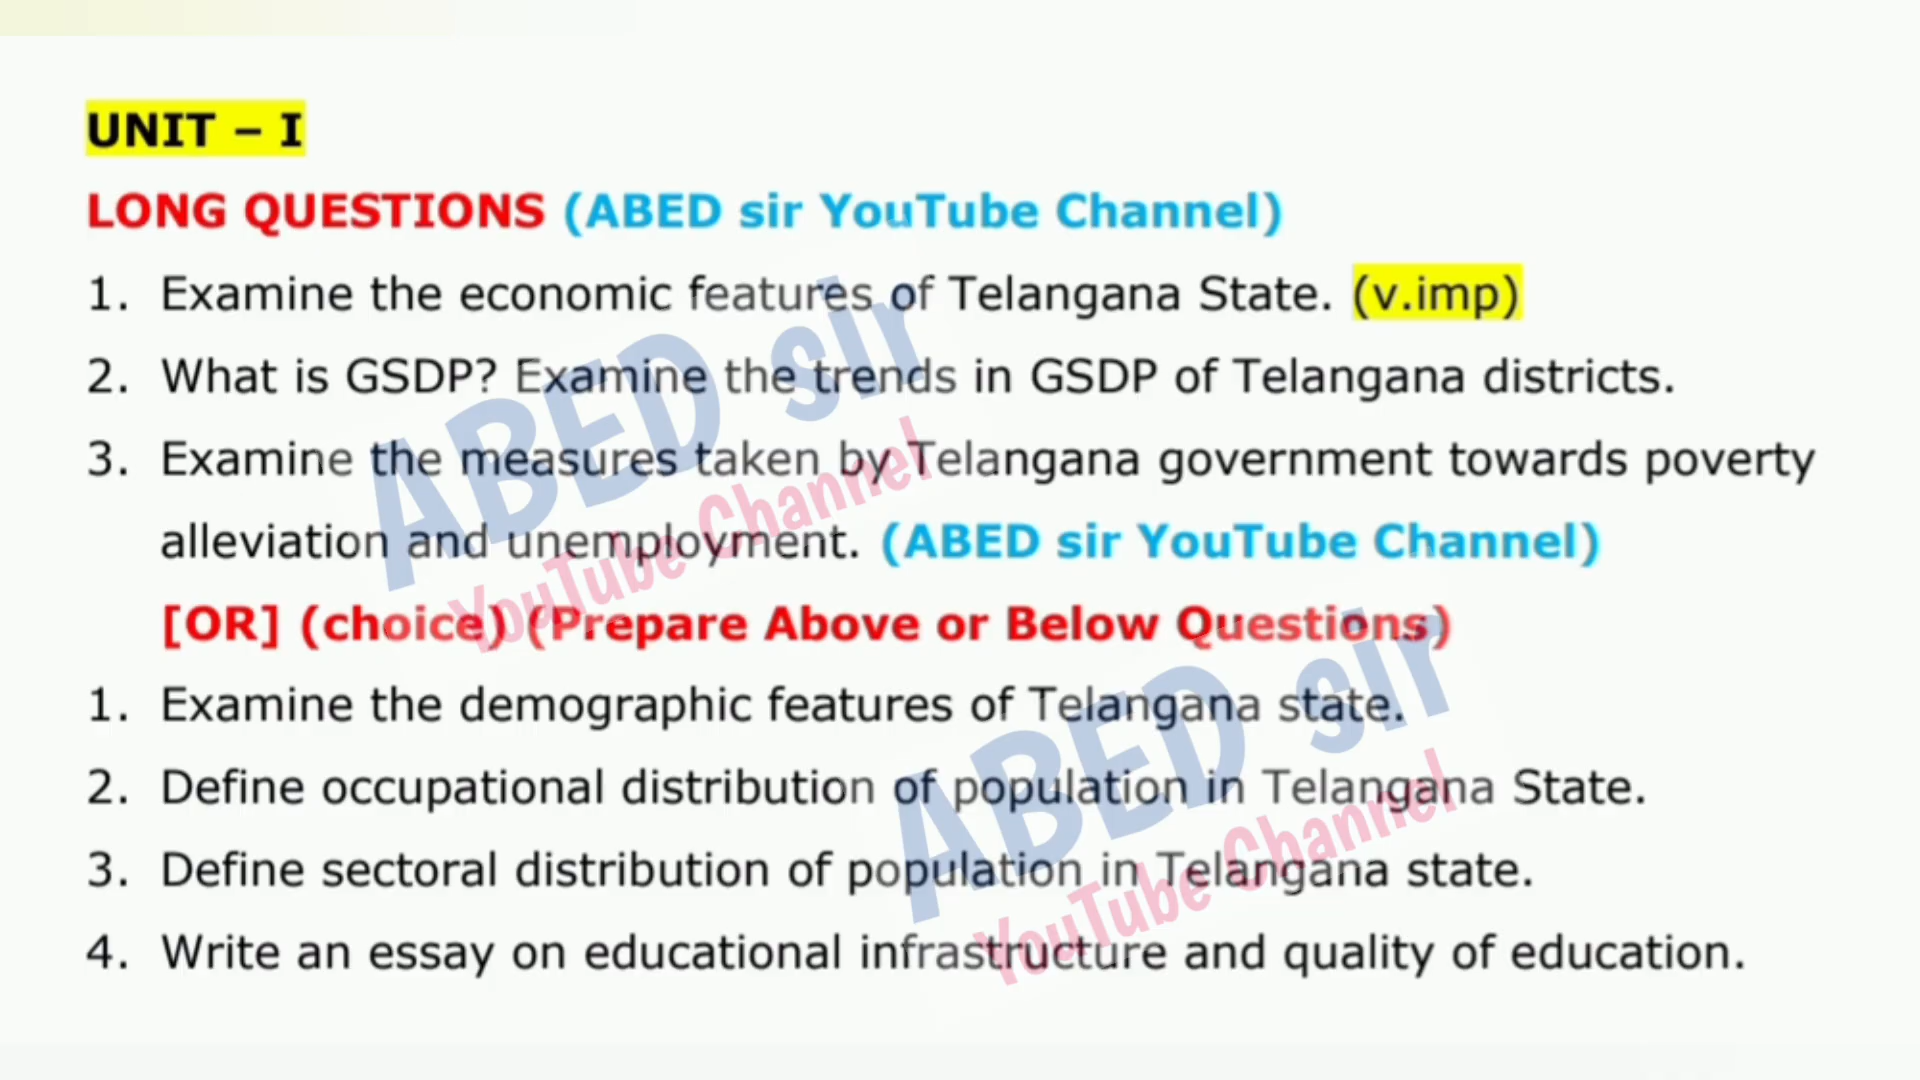 UNIT – I
LONG QUESTIONS (ABED sir YouTube Channel)
1. Examine the economic features of Telangana State. (v.imp)
2. What is GSDP? Examine the trends in GSDP of Telangana districts.
3. Examine the measures taken by Telangana government towards poverty
alleviation and unemployment. (ABED sir YouTube Channel)
[OR] (choice) (Prepare Above or Below Questions)
1. Examine the demographic features of Telangana state.
2. Define occupational distribution of population in Telangana State.
3. Define sectoral distribution of population in Telangana state.
4. Write an essay on educational infrastructure and quality of education.
ABED sir
YouTube Channel
ABED sir
YouTube Channel